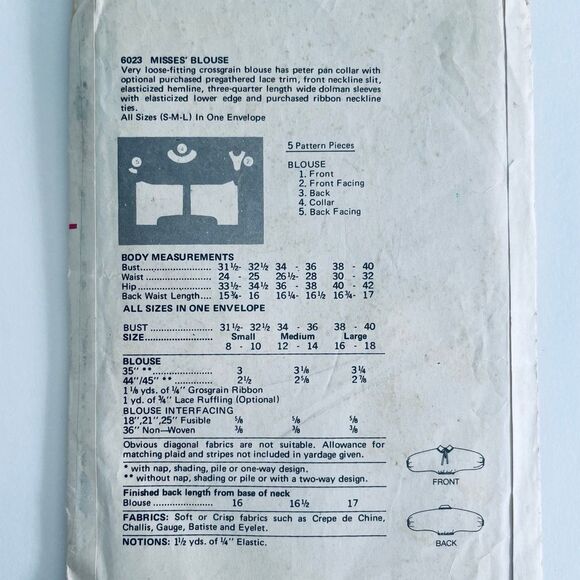 6023 MISSES' BLOUSE
Very loose-fitting crossgrain blouse has peter pan collar with
optional purchased pregathered lace trim, front neckline slit,
elasticized hemline, three-quarter length wide dolman sleeves
with elasticized lower edge and purchased ribbon neckline
ties.
All Sizes (S-M-L) In One Envelope
5 Pattern Pieces
BLOUSE
1. Front
2. Front Facing
3. Back
4. Collar
5. Back Facing
5 4 2
BODY MEASUREMENTS
Bust.................. 31½- 32½ 34 - 36 38 - 40
Waist ................ 24 - 25 26½- 28 30 - 32
Hip................... 33½- 34½ 36 - 38 40 - 42
Back Waist Length.... 15¾- 16 16¼- 16½ 16¾- 17
ALL SIZES IN ONE ENVELOPE
BUST ................ 31½- 32½ 34 - 36 38 - 40
SIZE.................. Small Medium Large
8 - 10 12 - 14 16 - 18
BLOUSE
35" **................ 3 3⅛ 3¼
44"/45" **............ 2½ 2⅝ 2⅞
1⅛ yds. of ¼" Grosgrain Ribbon
1 yd. of ¾" Lace Ruffling (Optional)
BLOUSE INTERFACING
18",21",25" Fusible ⅝ ⅝ ⅝
36" Non-Woven ⅜ ⅜ ⅜
Obvious diagonal fabrics are not suitable. Allowance for
matching plaid and stripes not included in yardage given.
* with nap, shading, pile or one-way design.
** without nap, shading or pile or with a two-way design.
Finished back length from base of neck
Blouse .................. 16 16½ 17
FABRICS: Soft or Crisp fabrics such as Crepe de Chine,
Challis, Gauge, Batiste and Eyelet.
NOTIONS: 1½ yds. of ¼" Elastic.
FRONT
BACK